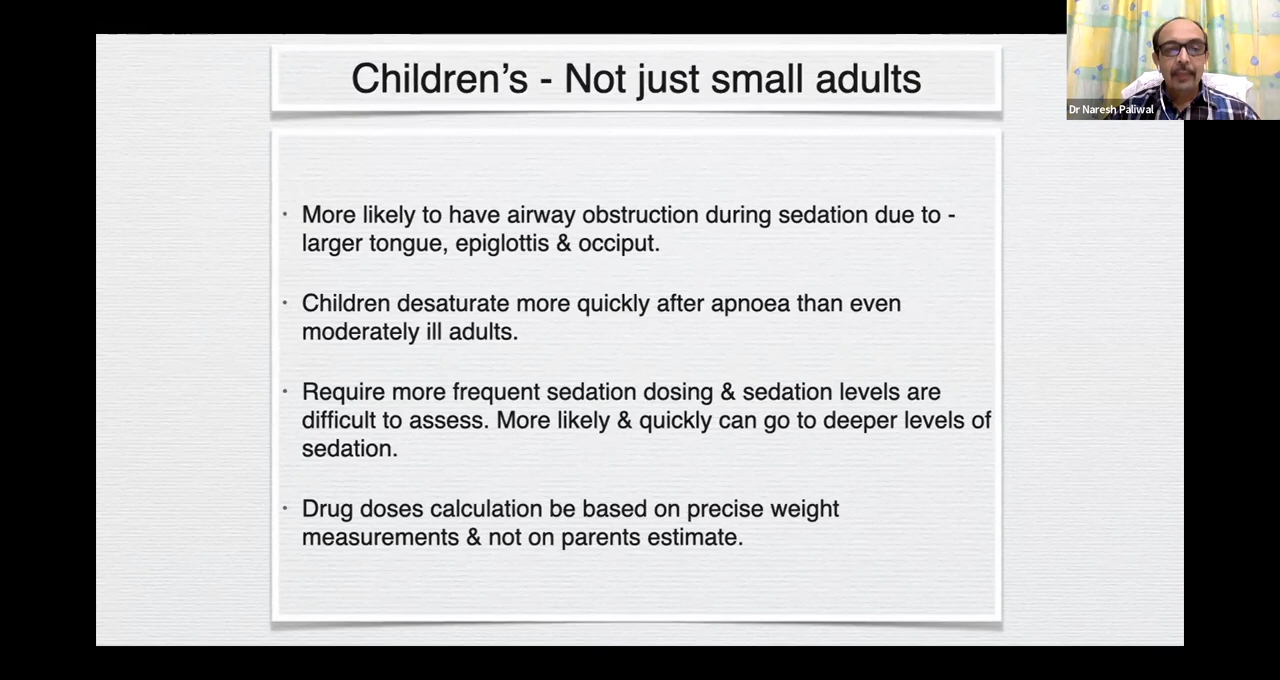 Children's - Not just small adults
Dr Naresh Paliwal
• More likely to have airway obstruction during sedation due to -
larger tongue, epiglottis & occiput.
• Children desaturate more quickly after apnoea than even
moderately ill adults.
• Require more frequent sedation dosing & sedation levels are
difficult to assess. More likely & quickly can go to deeper levels of
sedation.
• Drug doses calculation be based on precise weight
measurements & not on parents estimate.